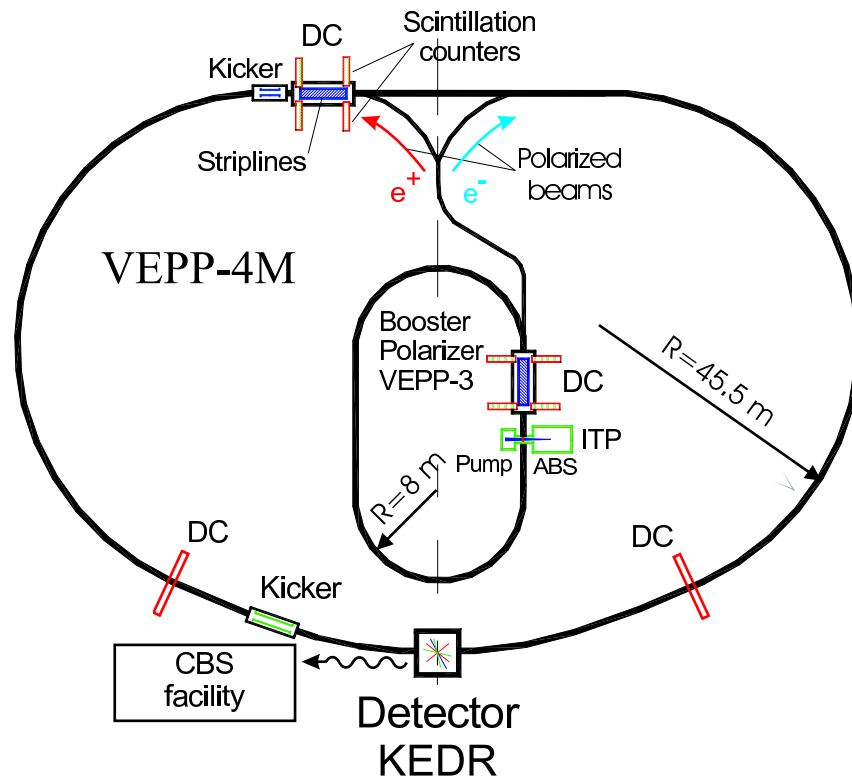 DC
Scintillation
counters
Kicker
Striplines
e+
e-
Polarized
beams
VEPP-4M
Booster
Polarizer
VEPP-3
DC
R=45.5 m
ITP
Pump
ABS
R=8 m
DC
DC
Kicker
CBS
facility
Detector
KEDR